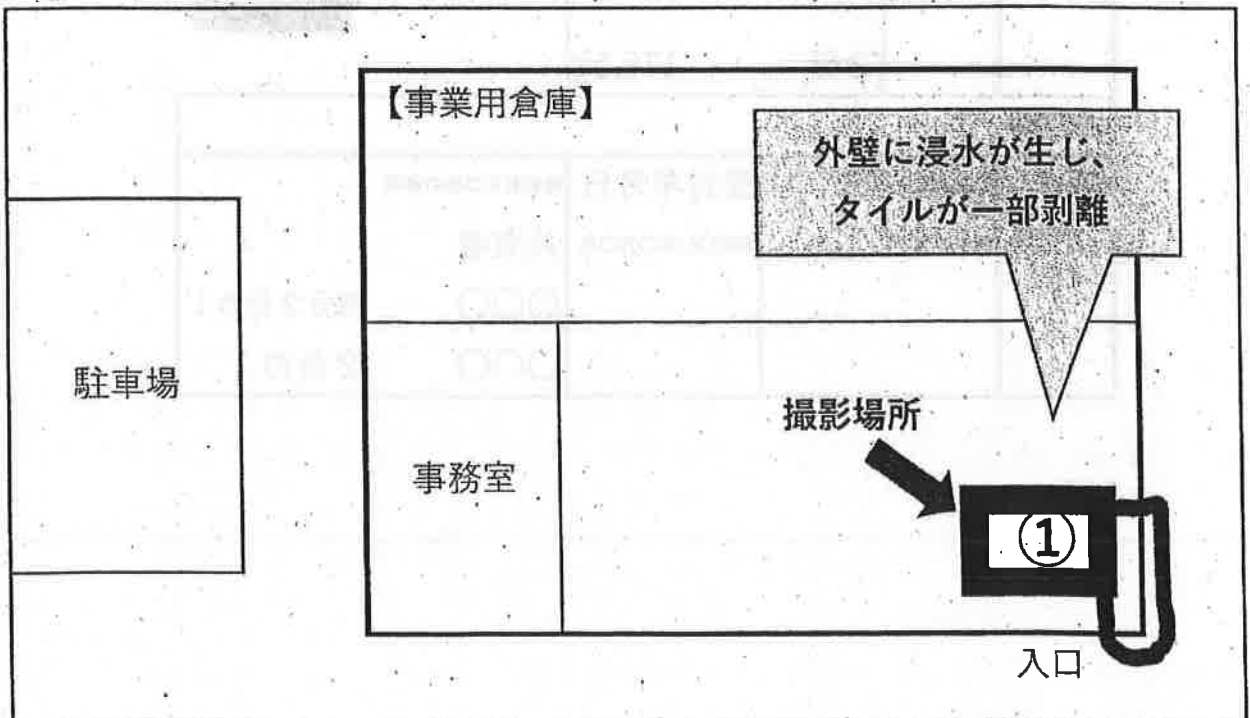 【事業用倉庫】
外壁に浸水が生じ、
タイルが一部剥離
駐車場
撮影場所
事務室
①
入口